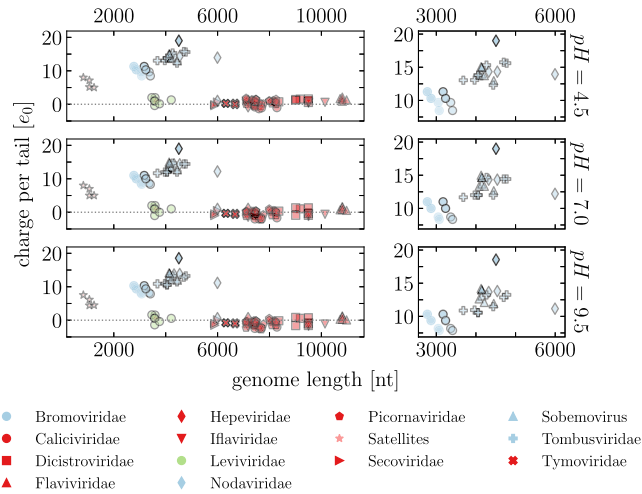 2000 6000 10000 3000 6000
20
10
0
20
15
10
pH = 4.5
20
10
0
20
15
10
pH = 7.0
20
10
0
20
15
10
pH = 9.5
charge per tail [e0]
2000 6000 10000 3000 6000
genome length [nt]
Bromoviridae Hepeviridae Picornaviridae Sobemovirus
Caliciviridae Iflaviridae Satellites Tombusviridae
Dicistroviridae Leviviridae Secoviridae Tymoviridae
Flaviviridae Nodaviridae